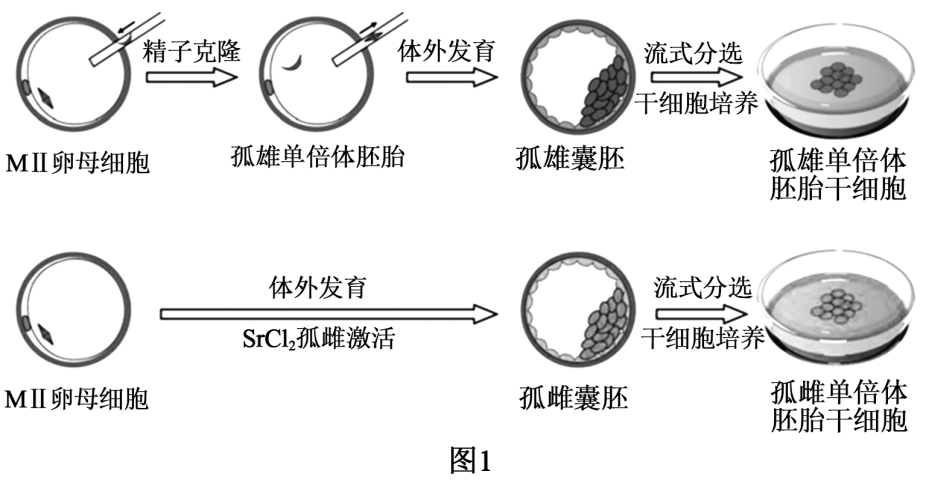 精子克隆
体外发育
流式分选
干细胞培养
MⅡ卵母细胞
孤雄单倍体胚胎
孤雄囊胚
孤雄单倍体
胚胎干细胞
体外发育
SrCl₂孤雌激活
流式分选
干细胞培养
MⅡ卵母细胞
孤雌囊胚
孤雌单倍体
胚胎干细胞
图1